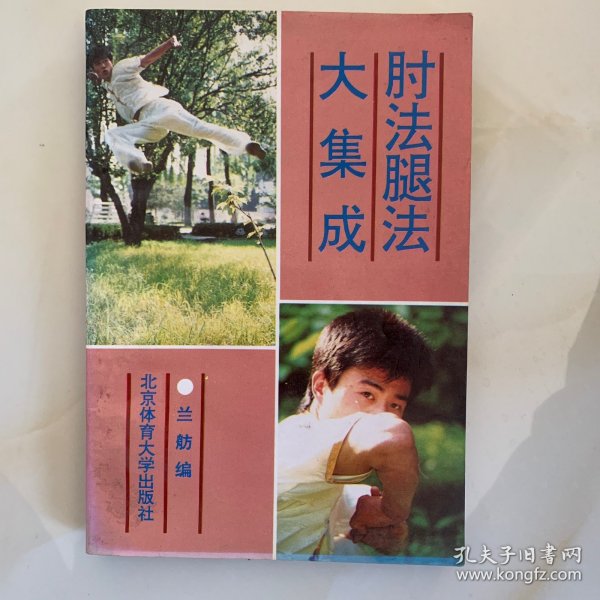 肘法腿法
大集成
兰舫编
北京体育大学出版社
孔夫子旧书网
www.kongfz.com